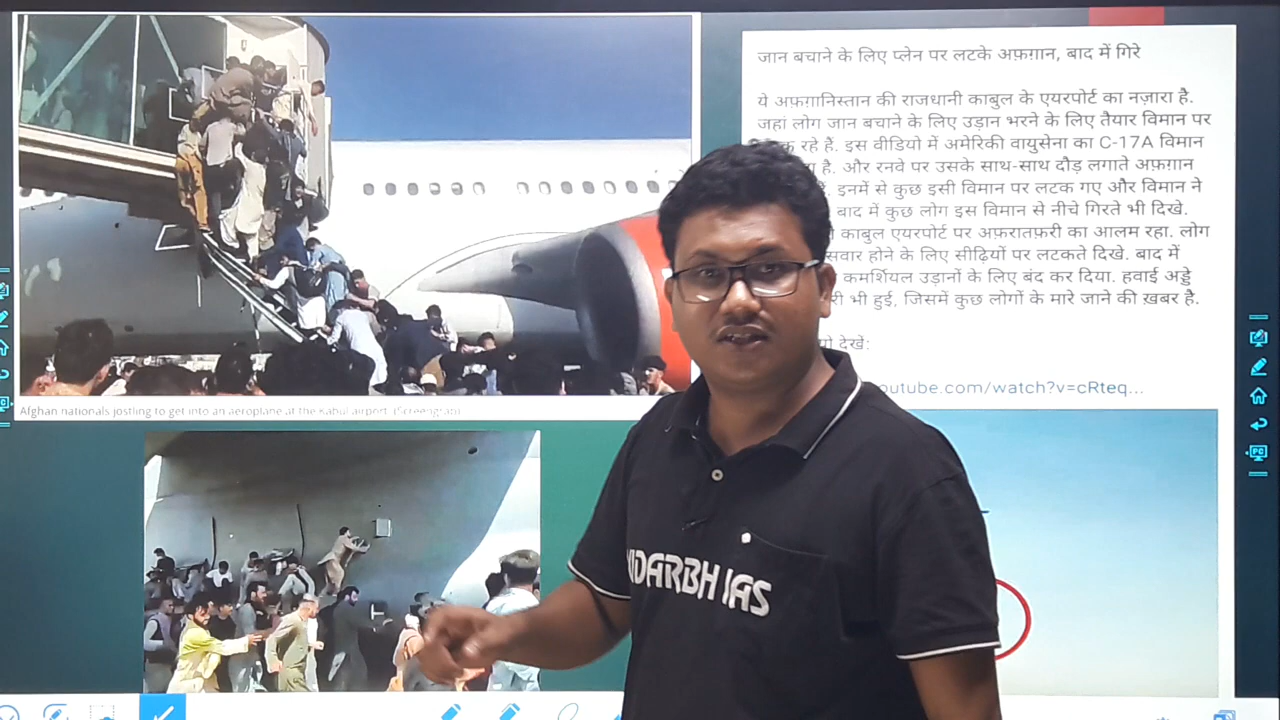 जान बचाने के लिए प्लेन पर लटके अफ़ग़ान, बाद में गिरे
ये अफ़ग़ानिस्तान की राजधानी काबुल के एयरपोर्ट का नज़ारा है.
जहां लोग जान बचाने के लिए उड़ान भरने के लिए तैयार विमान पर
रहे हैं. इस वीडियो में अमेरिकी वायुसेना का C-17A विमान
है. और रनवे पर उसके साथ-साथ दौड़ लगाते अफ़ग़ान
इनमें से कुछ इसी विमान पर लटक गए और विमान ने
बाद में कुछ लोग इस विमान से नीचे गिरते भी दिखे.
काबुल एयरपोर्ट पर अफ़रातफ़री का आलम रहा. लोग
सवार होने के लिए सीढ़ियों पर लटकते दिखे. बाद में
कमर्शियल उड़ानों के लिए बंद कर दिया. हवाई अड्डे
री भी हुई, जिसमें कुछ लोगों के मारे जाने की ख़बर है.
देखें:
outube.com/watch?v=cRteq...
Afghan nationals jostling to get into an aeroplane at the Kabul airport. (Screengrab)
IDARBH IAS
PC